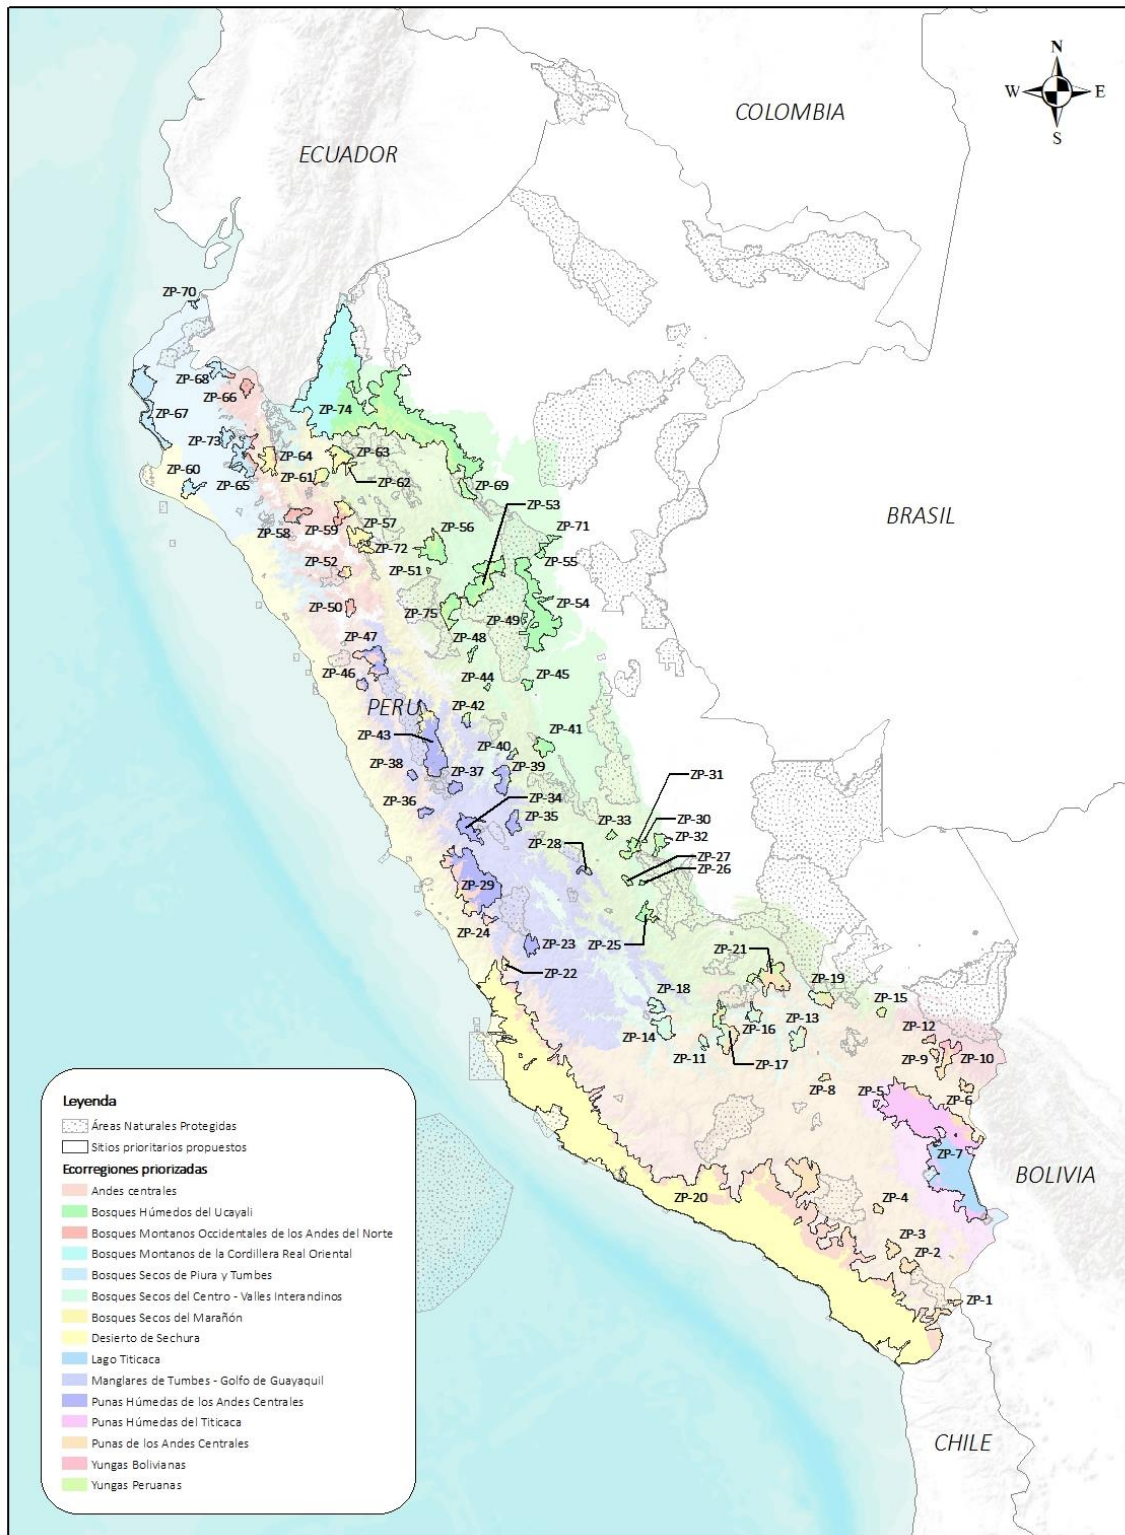 N
W E
S
COLOMBIA
ECUADOR
ZP-70
ZP-68
ZP-66
ZP-67
ZP-74
ZP-73
ZP-64
ZP-63
ZP-60
ZP-61
ZP-62
ZP-65
ZP-69
ZP-53
BRASIL
ZP-58
ZP-59
ZP-57
ZP-56
ZP-71
ZP-72
ZP-55
ZP-52
ZP-51
ZP-50
ZP-75
ZP-54
ZP-49
ZP-48
ZP-47
ZP-46
ZP-44
ZP-45
PERU
ZP-42
ZP-43
ZP-41
ZP-40
ZP-38
ZP-37
ZP-39
ZP-31
ZP-34
ZP-36
ZP-35
ZP-33
ZP-30
ZP-32
ZP-28
ZP-27
ZP-26
ZP-29
ZP-24
ZP-23
ZP-25
ZP-21
ZP-22
ZP-19
ZP-18
ZP-15
ZP-16
ZP-13
ZP-14
ZP-11
ZP-12
ZP-9
ZP-10
ZP-17
ZP-8
ZP-5
ZP-6
ZP-7
BOLIVIA
ZP-20
ZP-4
ZP-3
ZP-2
ZP-1
CHILE
Leyenda
Áreas Naturales Protegidas
Sitios prioritarios propuestos
Ecorregiones priorizadas
Andes centrales
Bosques Húmedos del Ucayali
Bosques Montanos Occidentales de los Andes del Norte
Bosques Montanos de la Cordillera Real Oriental
Bosques Secos de Piura y Tumbes
Bosques Secos del Centro - Valles Interandinos
Bosques Secos del Marañón
Desierto de Sechura
Lago Titicaca
Manglares de Tumbes - Golfo de Guayaquil
Punas Húmedas de los Andes Centrales
Punas Húmedas del Titicaca
Punas de los Andes Centrales
Yungas Bolivianas
Yungas Peruanas